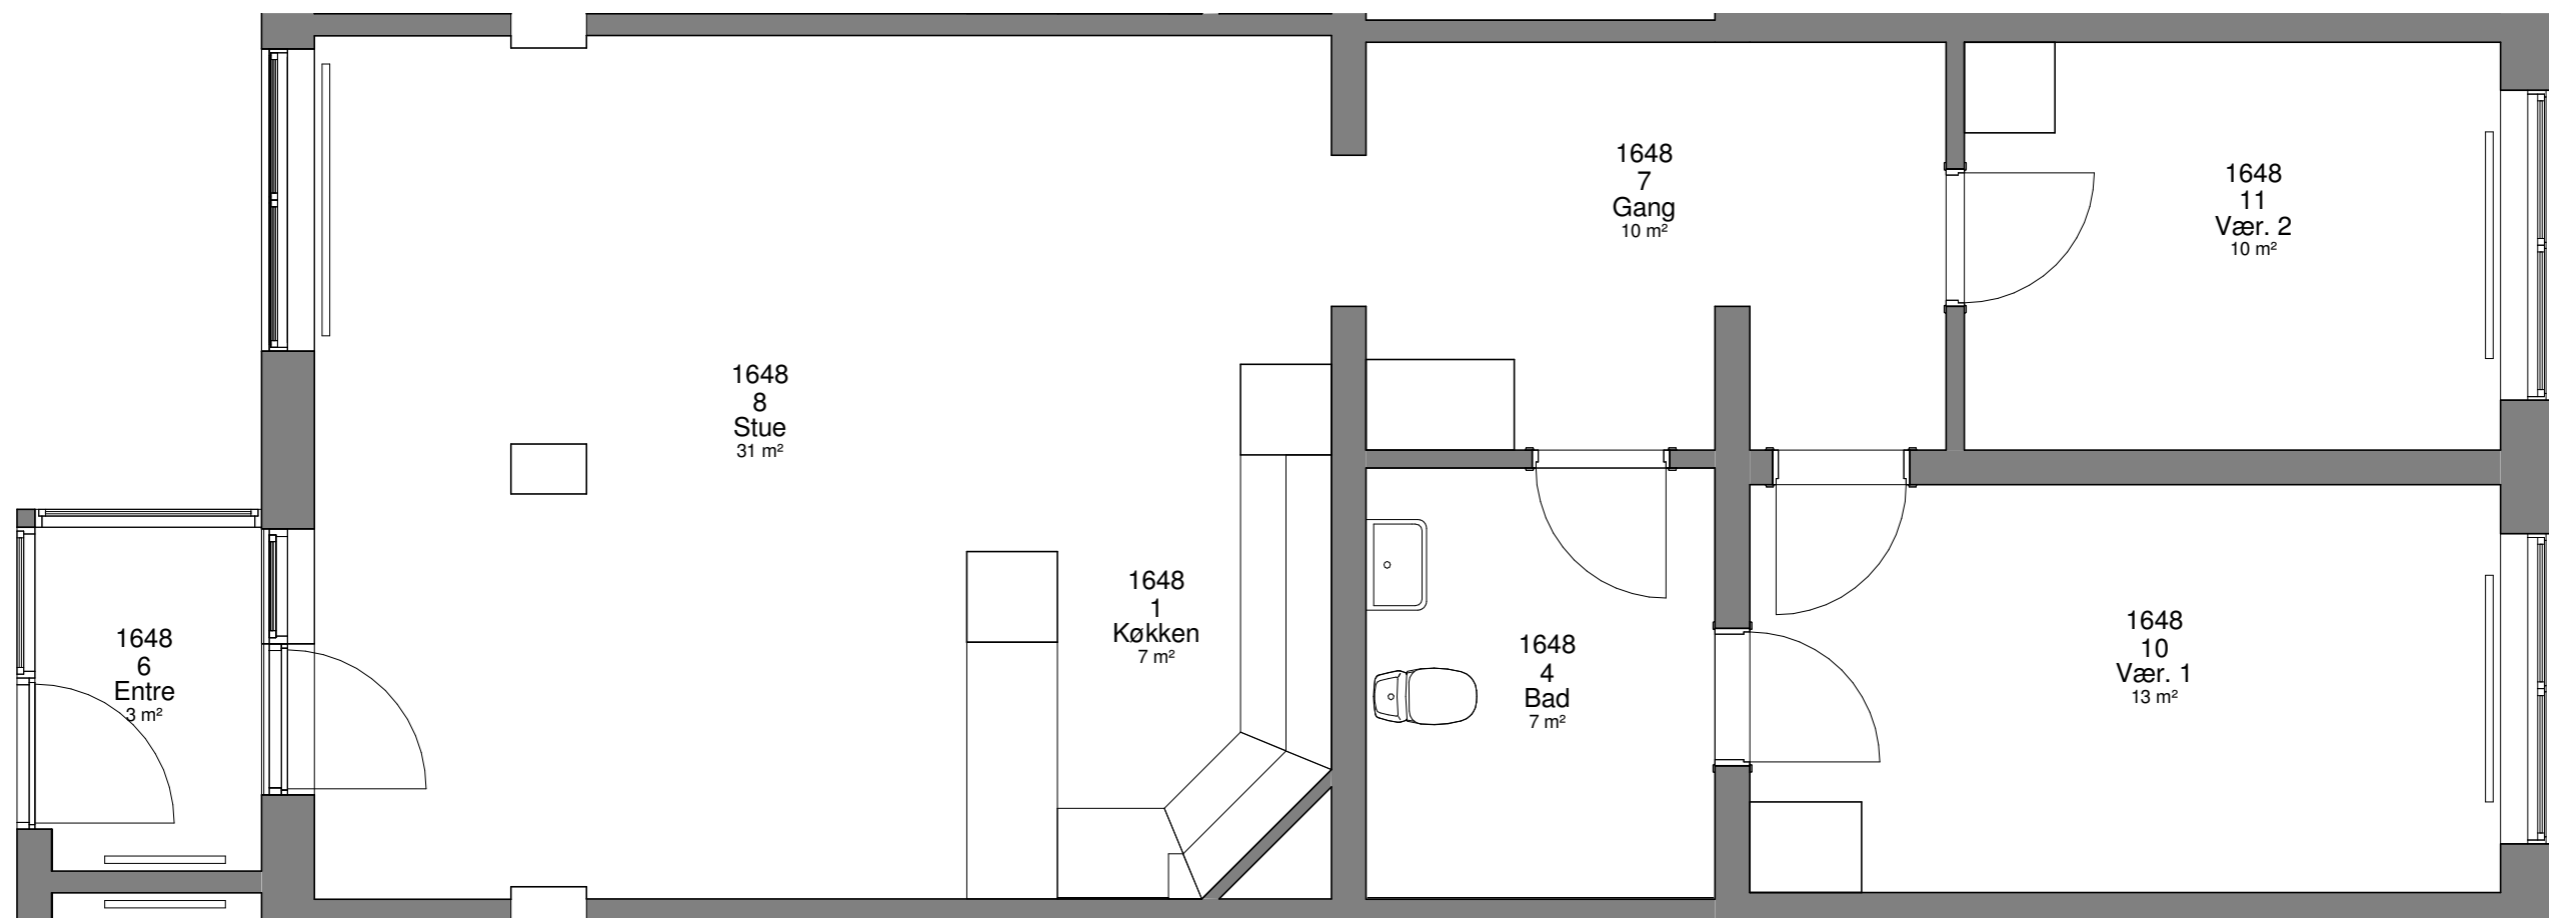 1648
7
Gang
10 m²
1648
11
Vær. 2
10 m²
1648
8
Stue
31 m²
1648
1
Køkken
7 m²
1648
6
Entre
3 m²
1648
4
Bad
7 m²
1648
10
Vær. 1
13 m²